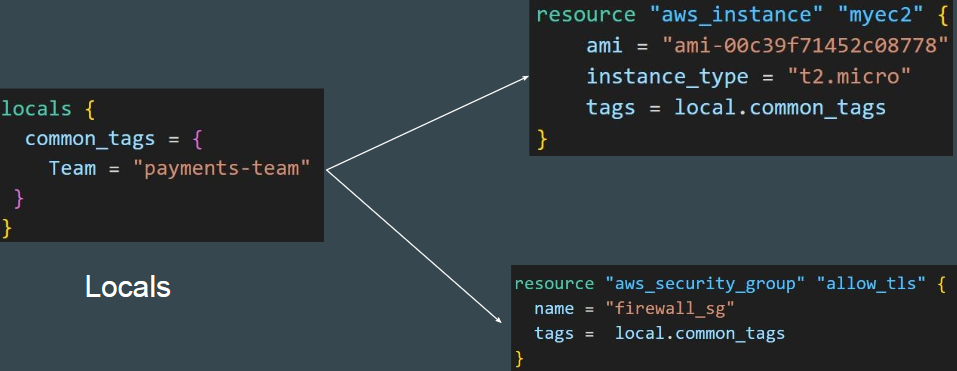 locals {
common_tags = {
Team = "payments-team"
}
}
Locals
resource "aws_instance" "myec2" {
ami = "ami-00c39f71452c08778"
instance_type = "t2.micro"
tags = local.common_tags
}
resource "aws_security_group" "allow_tls" {
name = "firewall_sg"
tags = local.common_tags
}